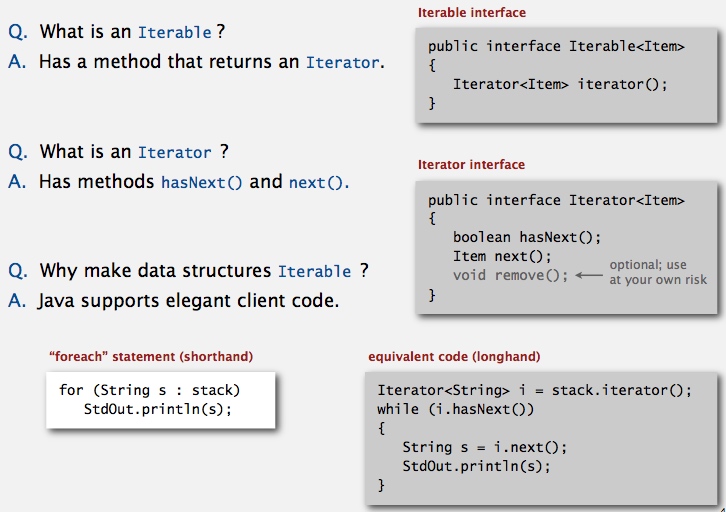 Q. What is an Iterable ?
A. Has a method that returns an Iterator.
Iterable interface
public interface Iterable<Item>
{
Iterator<Item> iterator();
}
Q. What is an Iterator ?
A. Has methods hasNext() and next().
Iterator interface
public interface Iterator<Item>
{
boolean hasNext();
Item next();
void remove();
optional; use
at your own risk
}
Q. Why make data structures Iterable ?
A. Java supports elegant client code.
“foreach” statement (shorthand)
for (String s : stack)
StdOut.println(s);
equivalent code (longhand)
Iterator<String> i = stack.iterator();
while (i.hasNext())
{
String s = i.next();
StdOut.println(s);
}